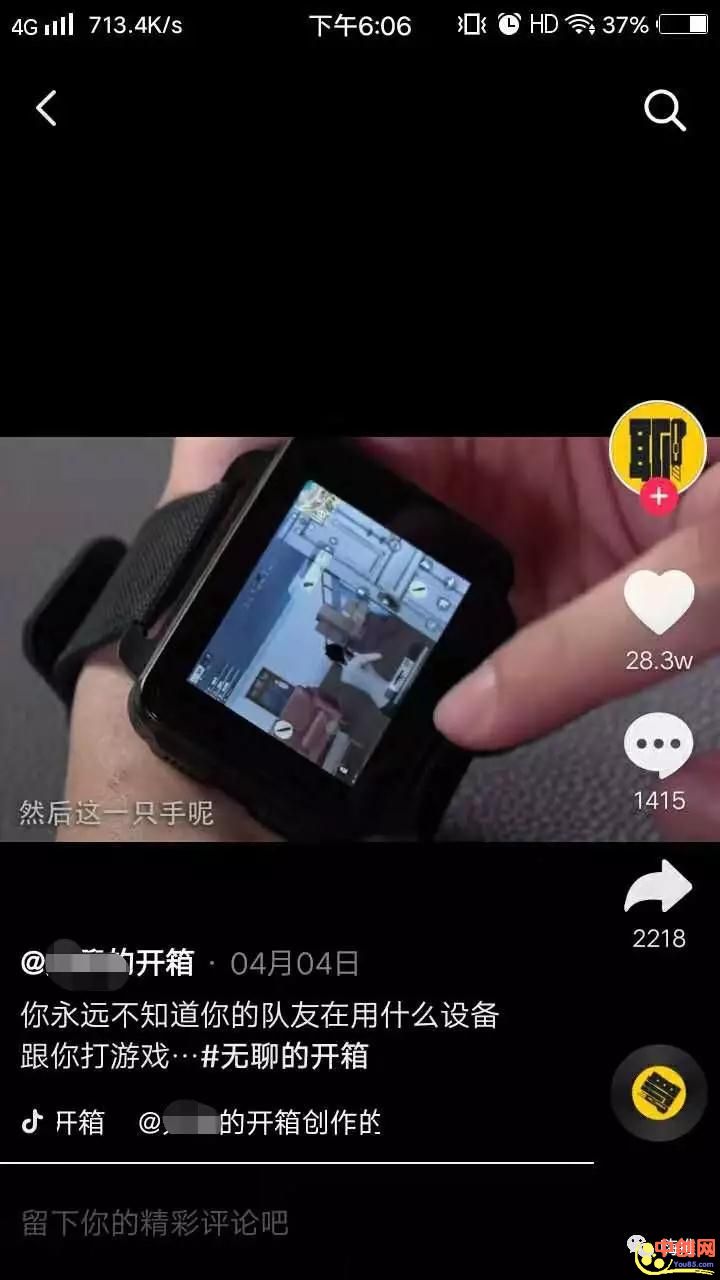 4G 713.4K/s 下午6:06 HD 37%
聊
28.3w
然后这一只手呢
1415
2218
的开箱 · 04月04日
你永远不知道你的队友在用什么设备
跟你打游戏…#无聊的开箱
开箱 @ 的开箱创作的
留下你的精彩评论吧
中创网
You85.com